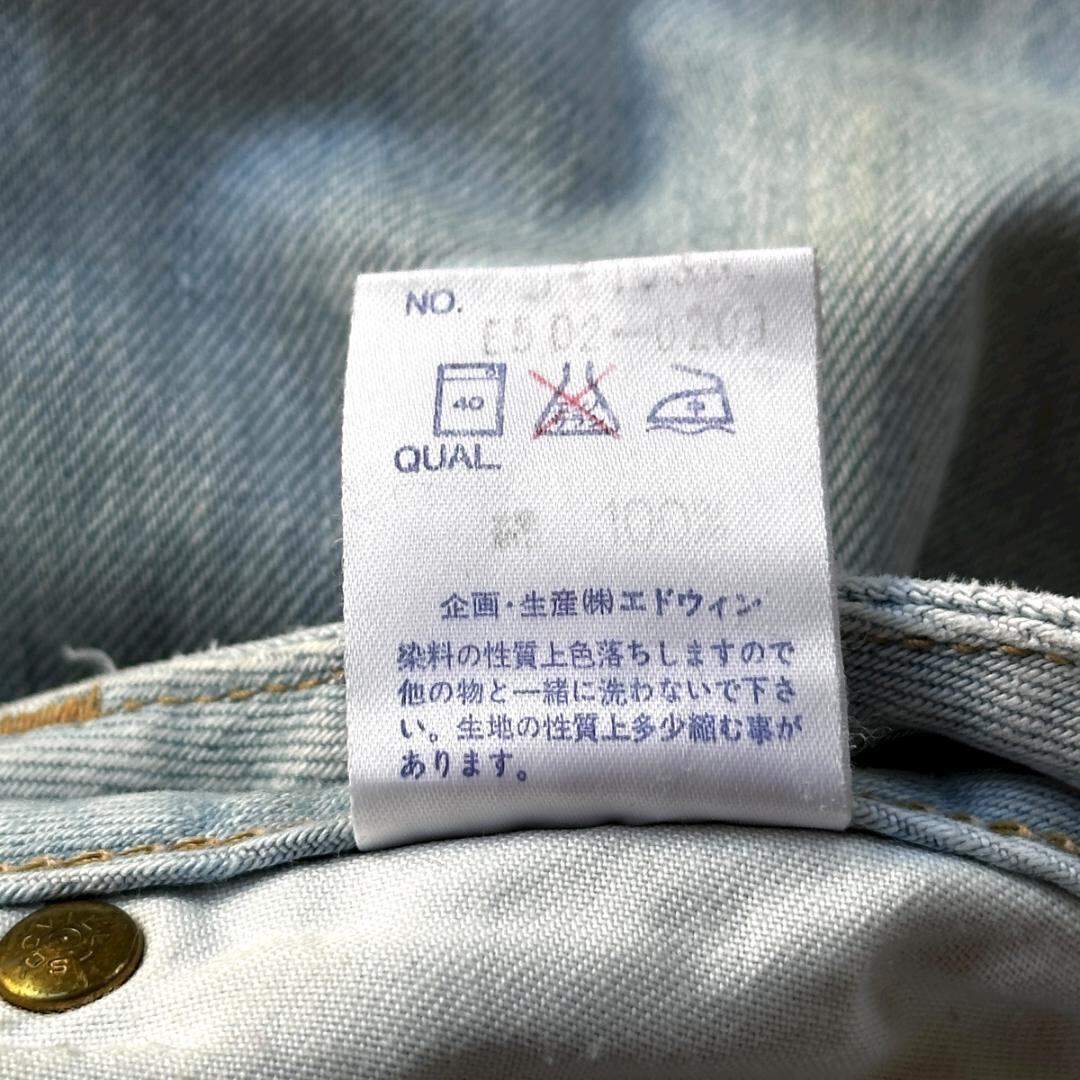 NO.
E502-0201
40
QUAL.
綿 100%
企画・生産(株)エドウィン
染料の性質上色落ちしますので
他の物と一緒に洗わないで下さ
い。生地の性質上多少縮む事が
あります。